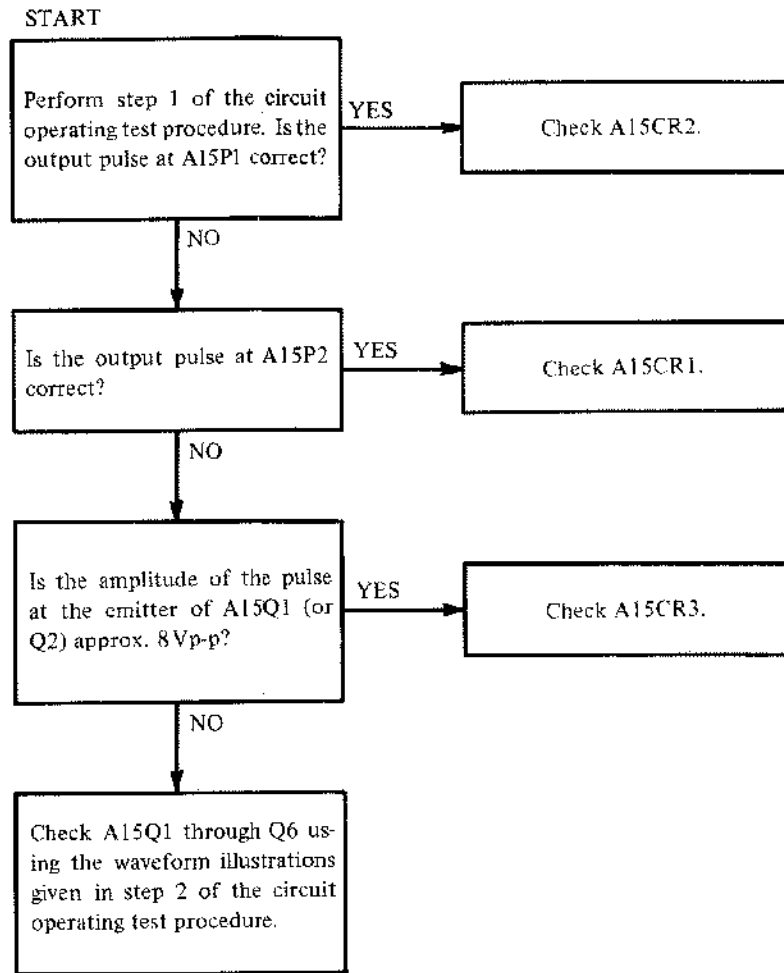 START
Perform step 1 of the circuit
operating test procedure. Is the
output pulse at A15P1 correct?
YES
Check A15CR2.
NO
Is the output pulse at A15P2
correct?
YES
Check A15CR1.
NO
Is the amplitude of the pulse
at the emitter of A15Q1 (or
Q2) approx. 8Vp-p?
YES
Check A15CR3.
NO
Check A15Q1 through Q6 us-
ing the waveform illustrations
given in step 2 of the circuit
operating test procedure.